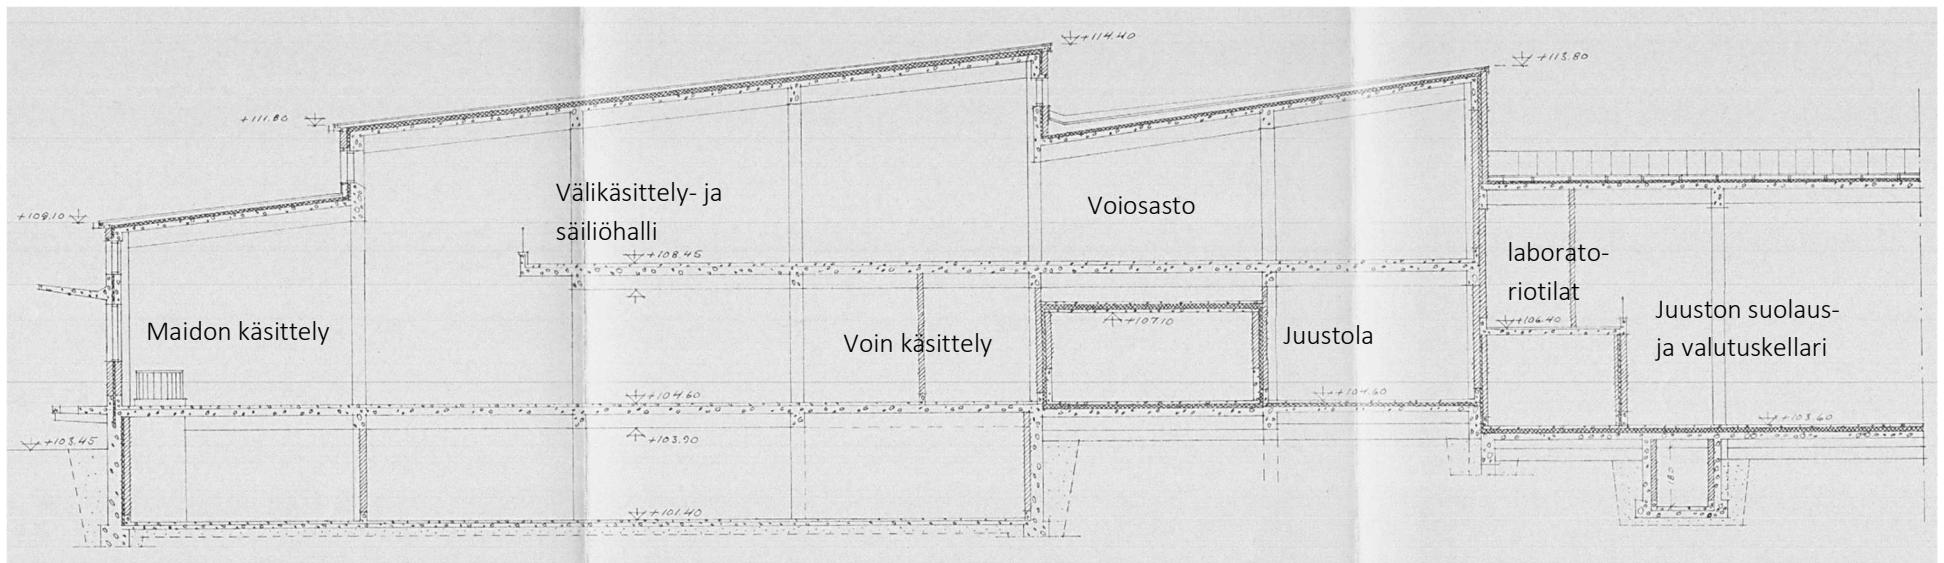 +114.40
+113.80
+111.80
+109.10
Välikäsittely- ja
säiliöhalli
Voiosasto
+108.45
laborato-
riotilat
Maidon käsittely
Voin käsittely
+107.10
Juustola
+106.40
Juuston suolaus-
ja valutuskellari
+104.60
+104.60
+103.60
+103.45
+103.90
180
+101.40